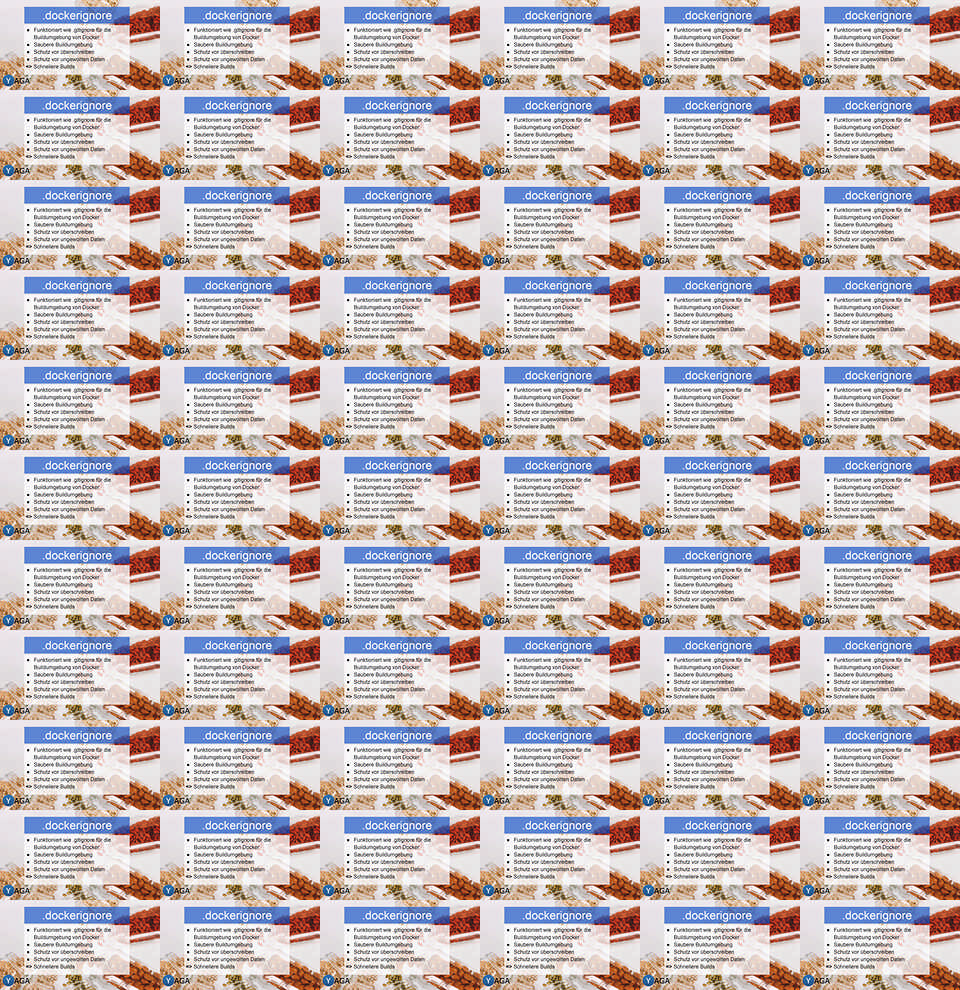 .dockerignore
• Funktioniert wie .gitignore für die
Buildumgebung von Docker
• Saubere Buildumgebung
• Schutz vor überschreiben
• Schutz vor ungewollten Daten
=> Schnellere Builds
YAGA